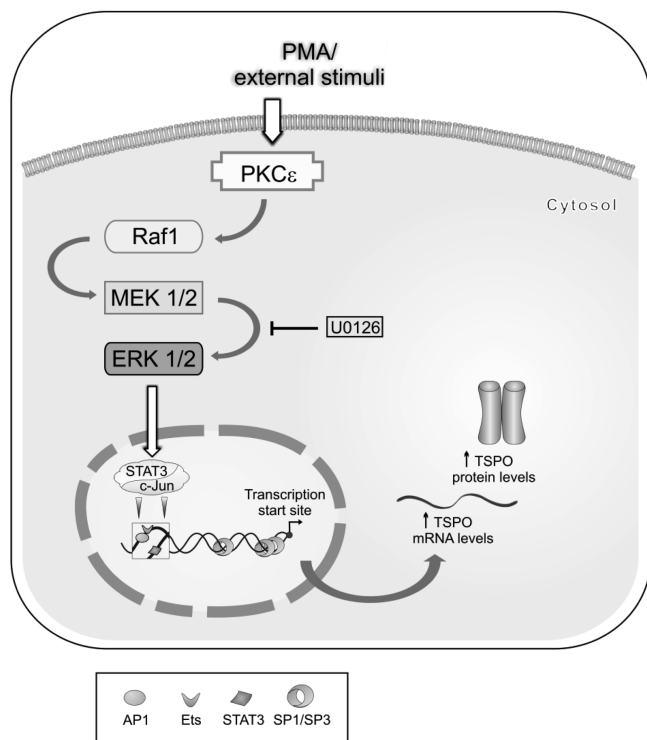 PMA/
external stimuli
PKCε
Cytosol
Raf1
MEK 1/2
U0126
ERK 1/2
TSPO
protein levels
STAT3
c-Jun
Transcription
start site
TSPO
mRNA levels
AP1
Ets
STAT3
SP1/SP3